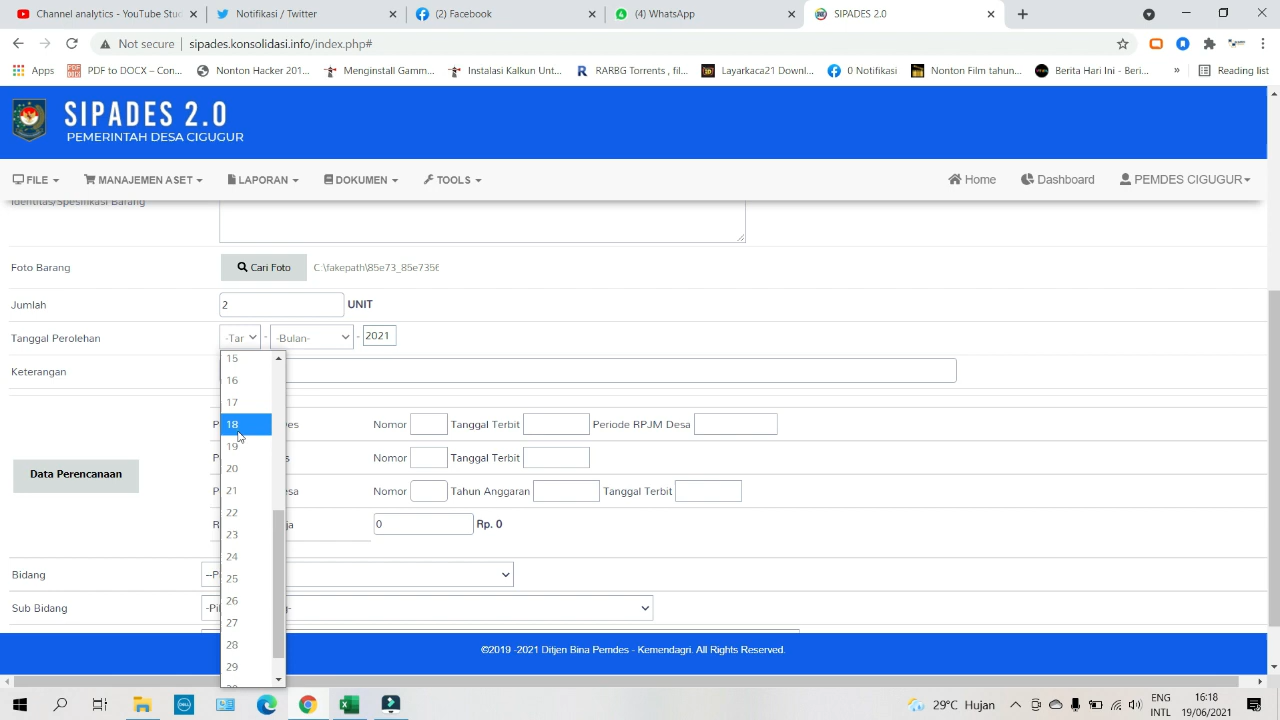 Channel analytics - YouTube Stu
Notifikasi / Twitter
(2) Facebook
(4) WhatsApp
SIPADES 2.0
Not secure | sipades.konsolidasi.info/index.php#
Apps
PDF to DOCX – Con...
Nonton Hacker 201...
Menginstall Gamm...
Instalasi Kalkun Unt...
RARBG Torrents , fil...
Layarkaca21 Downl...
0 Notifikasi
Nonton Film tahun...
Berita Hari Ini - Beri...
»
Reading list
SIPADES 2.0
PEMERINTAH DESA CIGUGUR
FILE
MANAJEMEN ASET
LAPORAN
DOKUMEN
TOOLS
Home
Dashboard
PEMDES CIGUGUR
Identitas/Spesifikasi Barang
Foto Barang
Cari Foto
C:\fakepath\85e73_85e7356
Jumlah
2
UNIT
Tanggal Perolehan
-Tar
-
-Bulan-
-
2021
Keterangan
15
16
17
18
19
20
21
22
23
24
25
26
27
28
29
Nomor
Tanggal Terbit
Periode RPJM Desa
Nomor
Tanggal Terbit
Data Perencanaan
Nomor
Tahun Anggaran
Tanggal Terbit
0
Rp. 0
Bidang
Sub Bidang
©2019 -2021 Ditjen Bina Pemdes - Kemendagri. All Rights Reserved.
29°C Hujan
ENG
INTL
16:18
19/06/2021